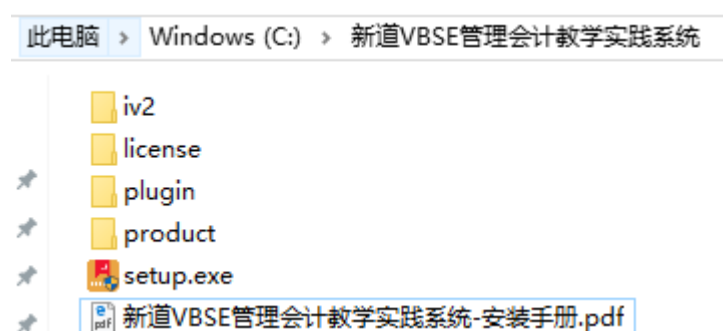 此电脑 > Windows (C:) > 新道VBSE管理会计教学实践系统
iv2
license
plugin
product
setup.exe
新道VBSE管理会计教学实践系统-安装手册.pdf